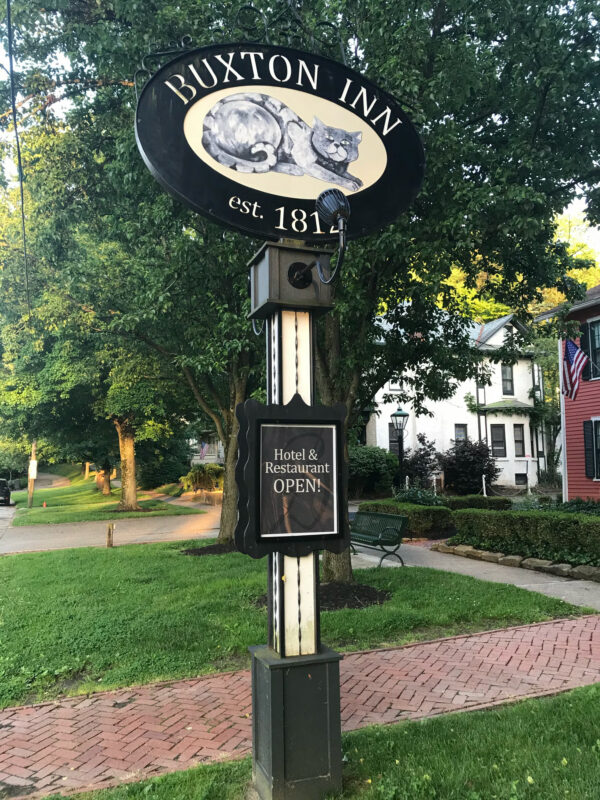 BUXTON INN
est. 1812
Hotel &
Restaurant
OPEN!